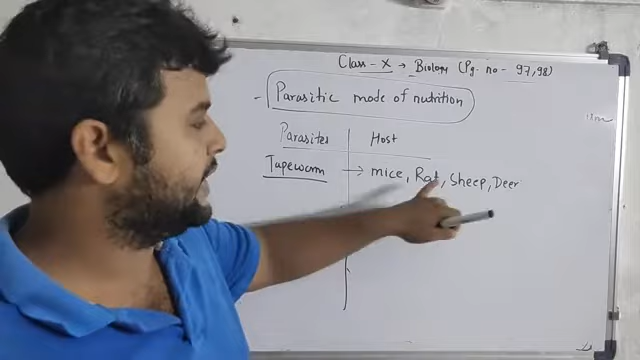 Class-X → Biology (Pg. no - 97,98)
- Parasitic mode of nutrition
Parasites Host
Tapeworm → mice, Rat, Sheep, Deer